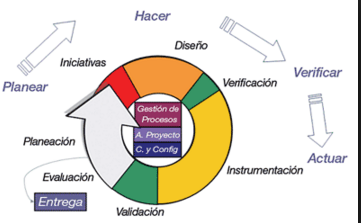 Hacer
Planear
Iniciativas
Diseño
Verificación
Verificar
Gestión de
Procesos
A. Proyecto
C. y Config
Planeación
Evaluación
Entrega
Validación
Instrumentación
Actuar